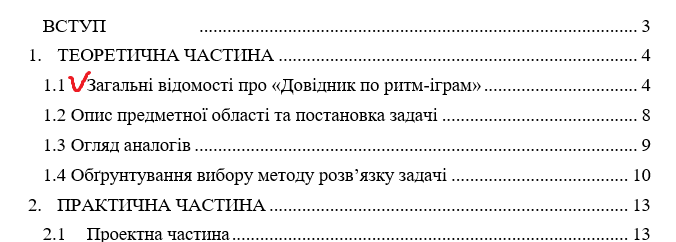 ВСТУП ........................................................................ 3
1. ТЕОРЕТИЧНА ЧАСТИНА ........................................................................ 4
1.1 Загальні відомості про «Довідник по ритм-іграм» ................................ 4
1.2 Опис предметної області та постановка задачі ........................................ 8
1.3 Огляд аналогів ........................................................................................ 9
1.4 Обґрунтування вибору методу розв’язку задачі ..................................... 10
2. ПРАКТИЧНА ЧАСТИНА ........................................................................ 13
2.1 Проектна частина ........................................................................ 13